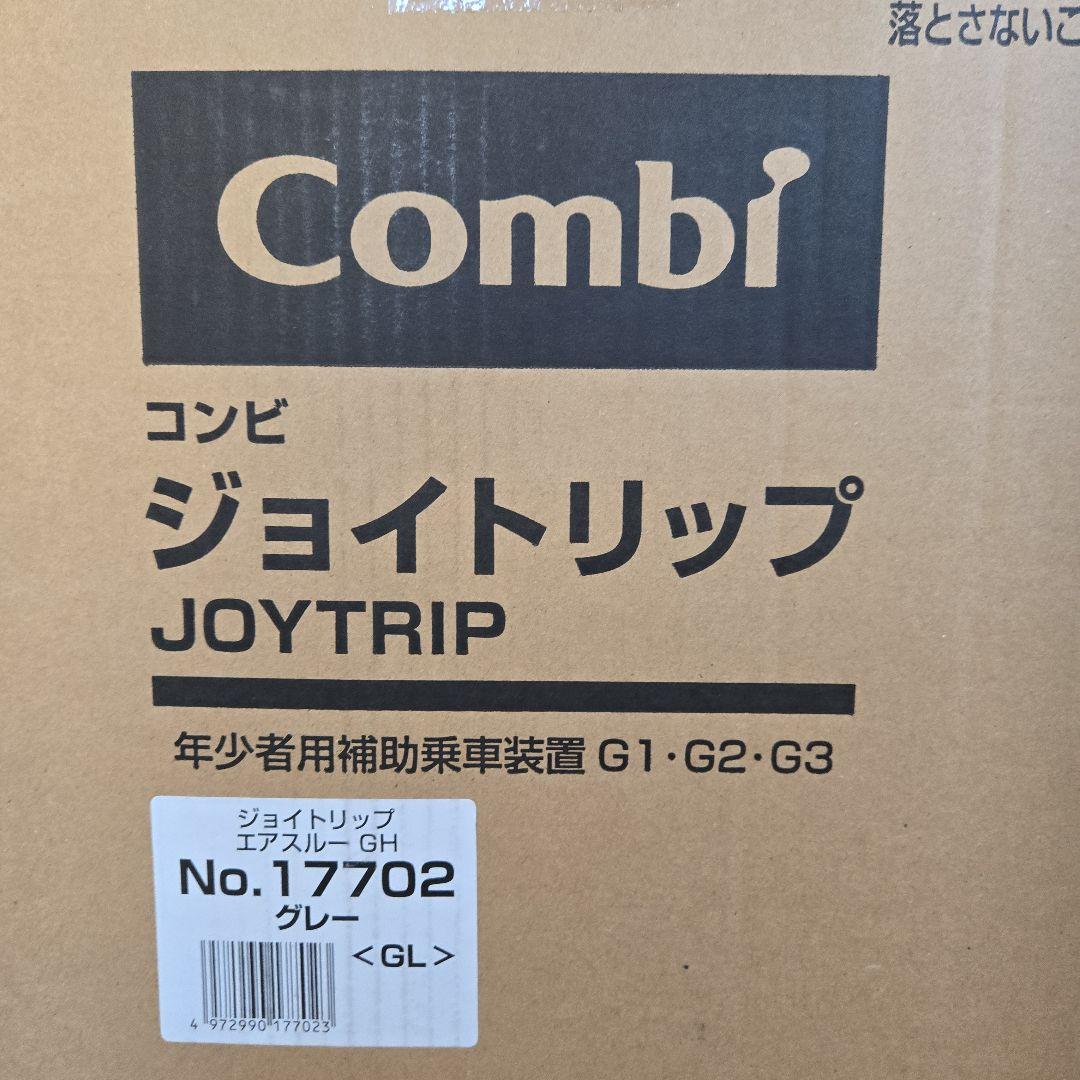 落とさないこ
Combi
コンビ
ジョイトリップ
JOYTRIP
年少者用補助乗車装置 G1・G2・G3
ジョイトリップ
エアスルー GH
No.17702
グレー
<GL>
4 972990 177023